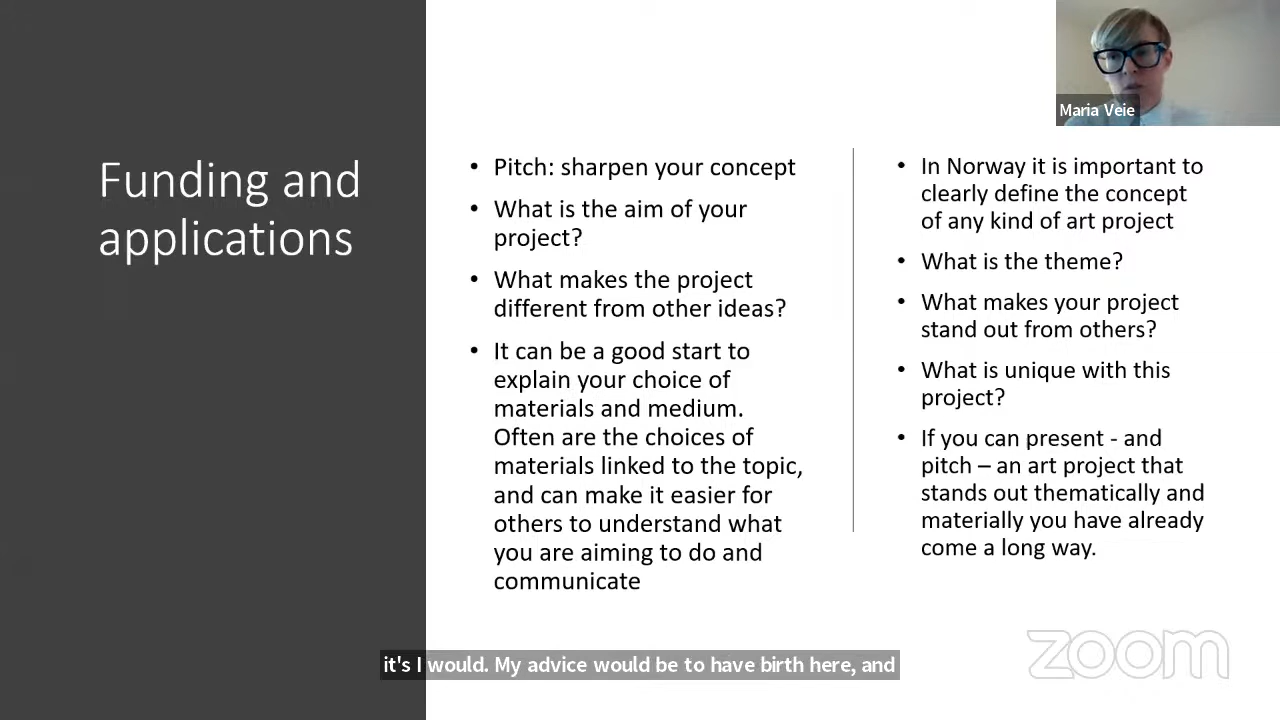 Maria Veie
Funding and
applications
• Pitch: sharpen your concept
• What is the aim of your
project?
• What makes the project
different from other ideas?
• It can be a good start to
explain your choice of
materials and medium.
Often are the choices of
materials linked to the topic,
and can make it easier for
others to understand what
you are aiming to do and
communicate
• In Norway it is important to
clearly define the concept
of any kind of art project
• What is the theme?
• What makes your project
stand out from others?
• What is unique with this
project?
• If you can present - and
pitch – an art project that
stands out thematically and
materially you have already
come a long way.
it's I would. My advice would be to have birth here, and
zoom